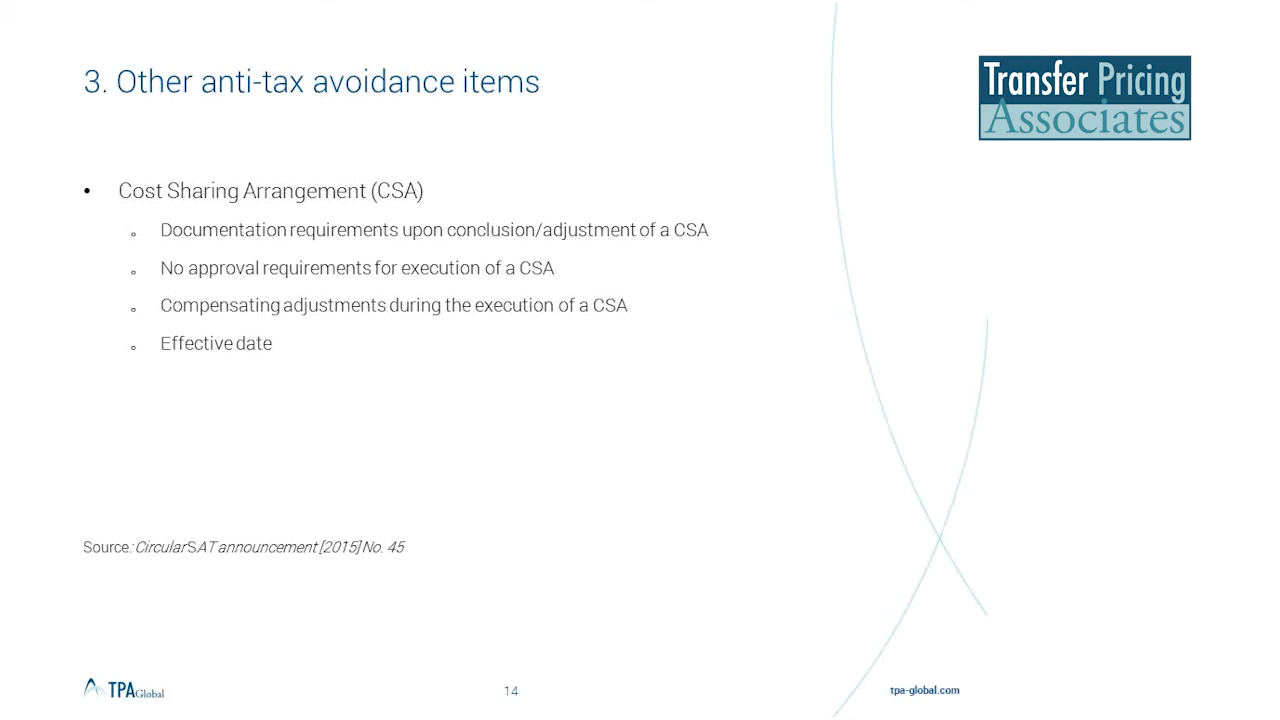 3. Other anti-tax avoidance items
Transfer Pricing
Associates
• Cost Sharing Arrangement (CSA)
o Documentation requirements upon conclusion/adjustment of a CSA
o No approval requirements for execution of a CSA
o Compensating adjustments during the execution of a CSA
o Effective date
Source: Circular SAT announcement [2015] No. 45
TPA Global
14
tpa-global.com